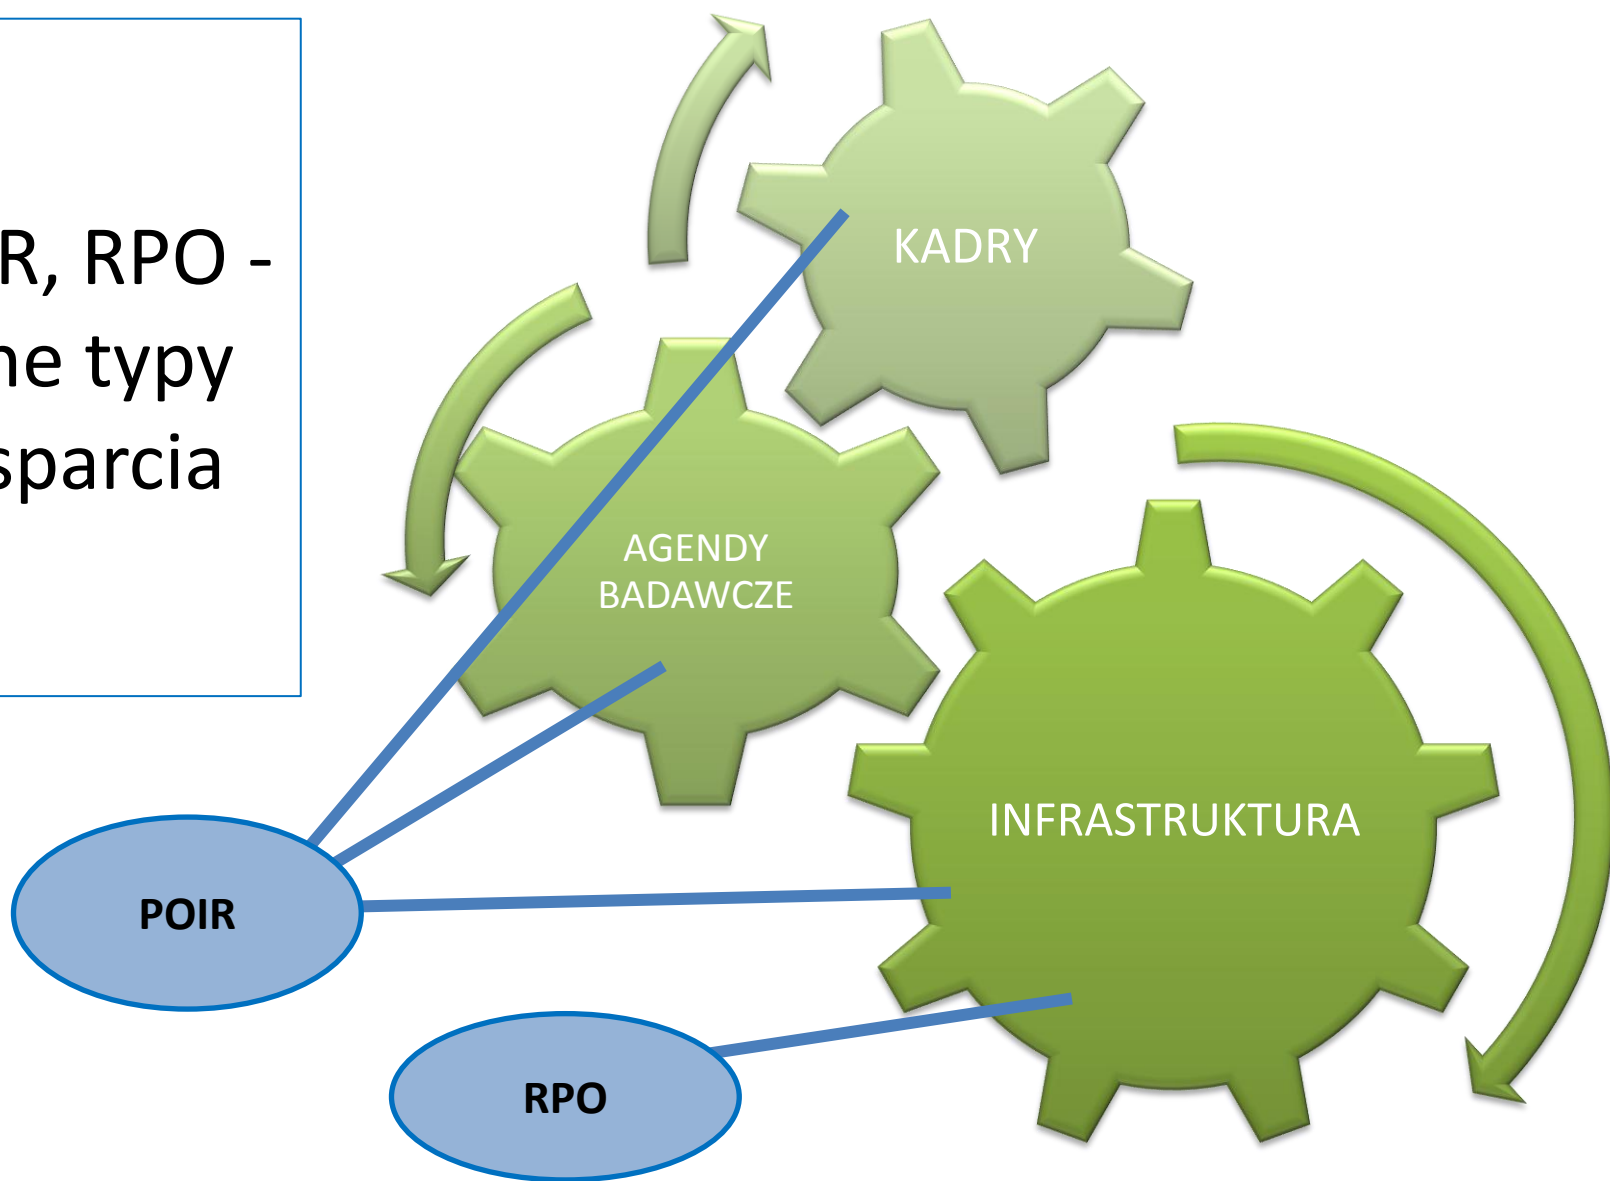 R, RPO -
ne typy
sparcia
KADRY
AGENDY
BADAWCZE
INFRASTRUKTURA
POIR
RPO